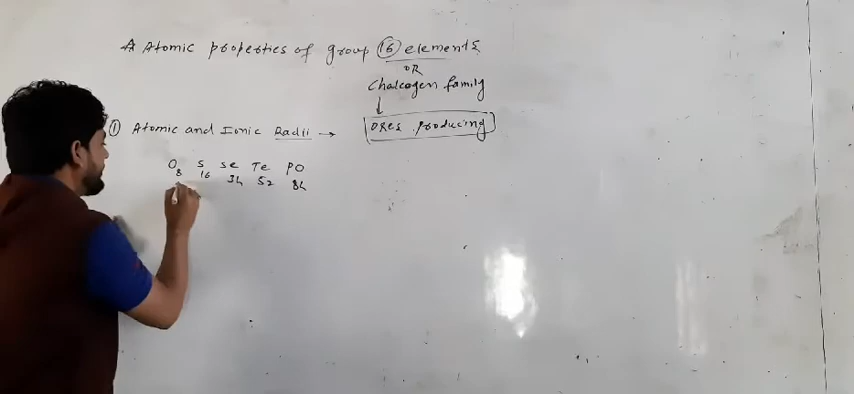 Atomic properties of group 16 elements
OR
Chalcogen family
↓
① Atomic and Ionic Radii → ores producing
O S Se Te PO
8 16 34 52 84